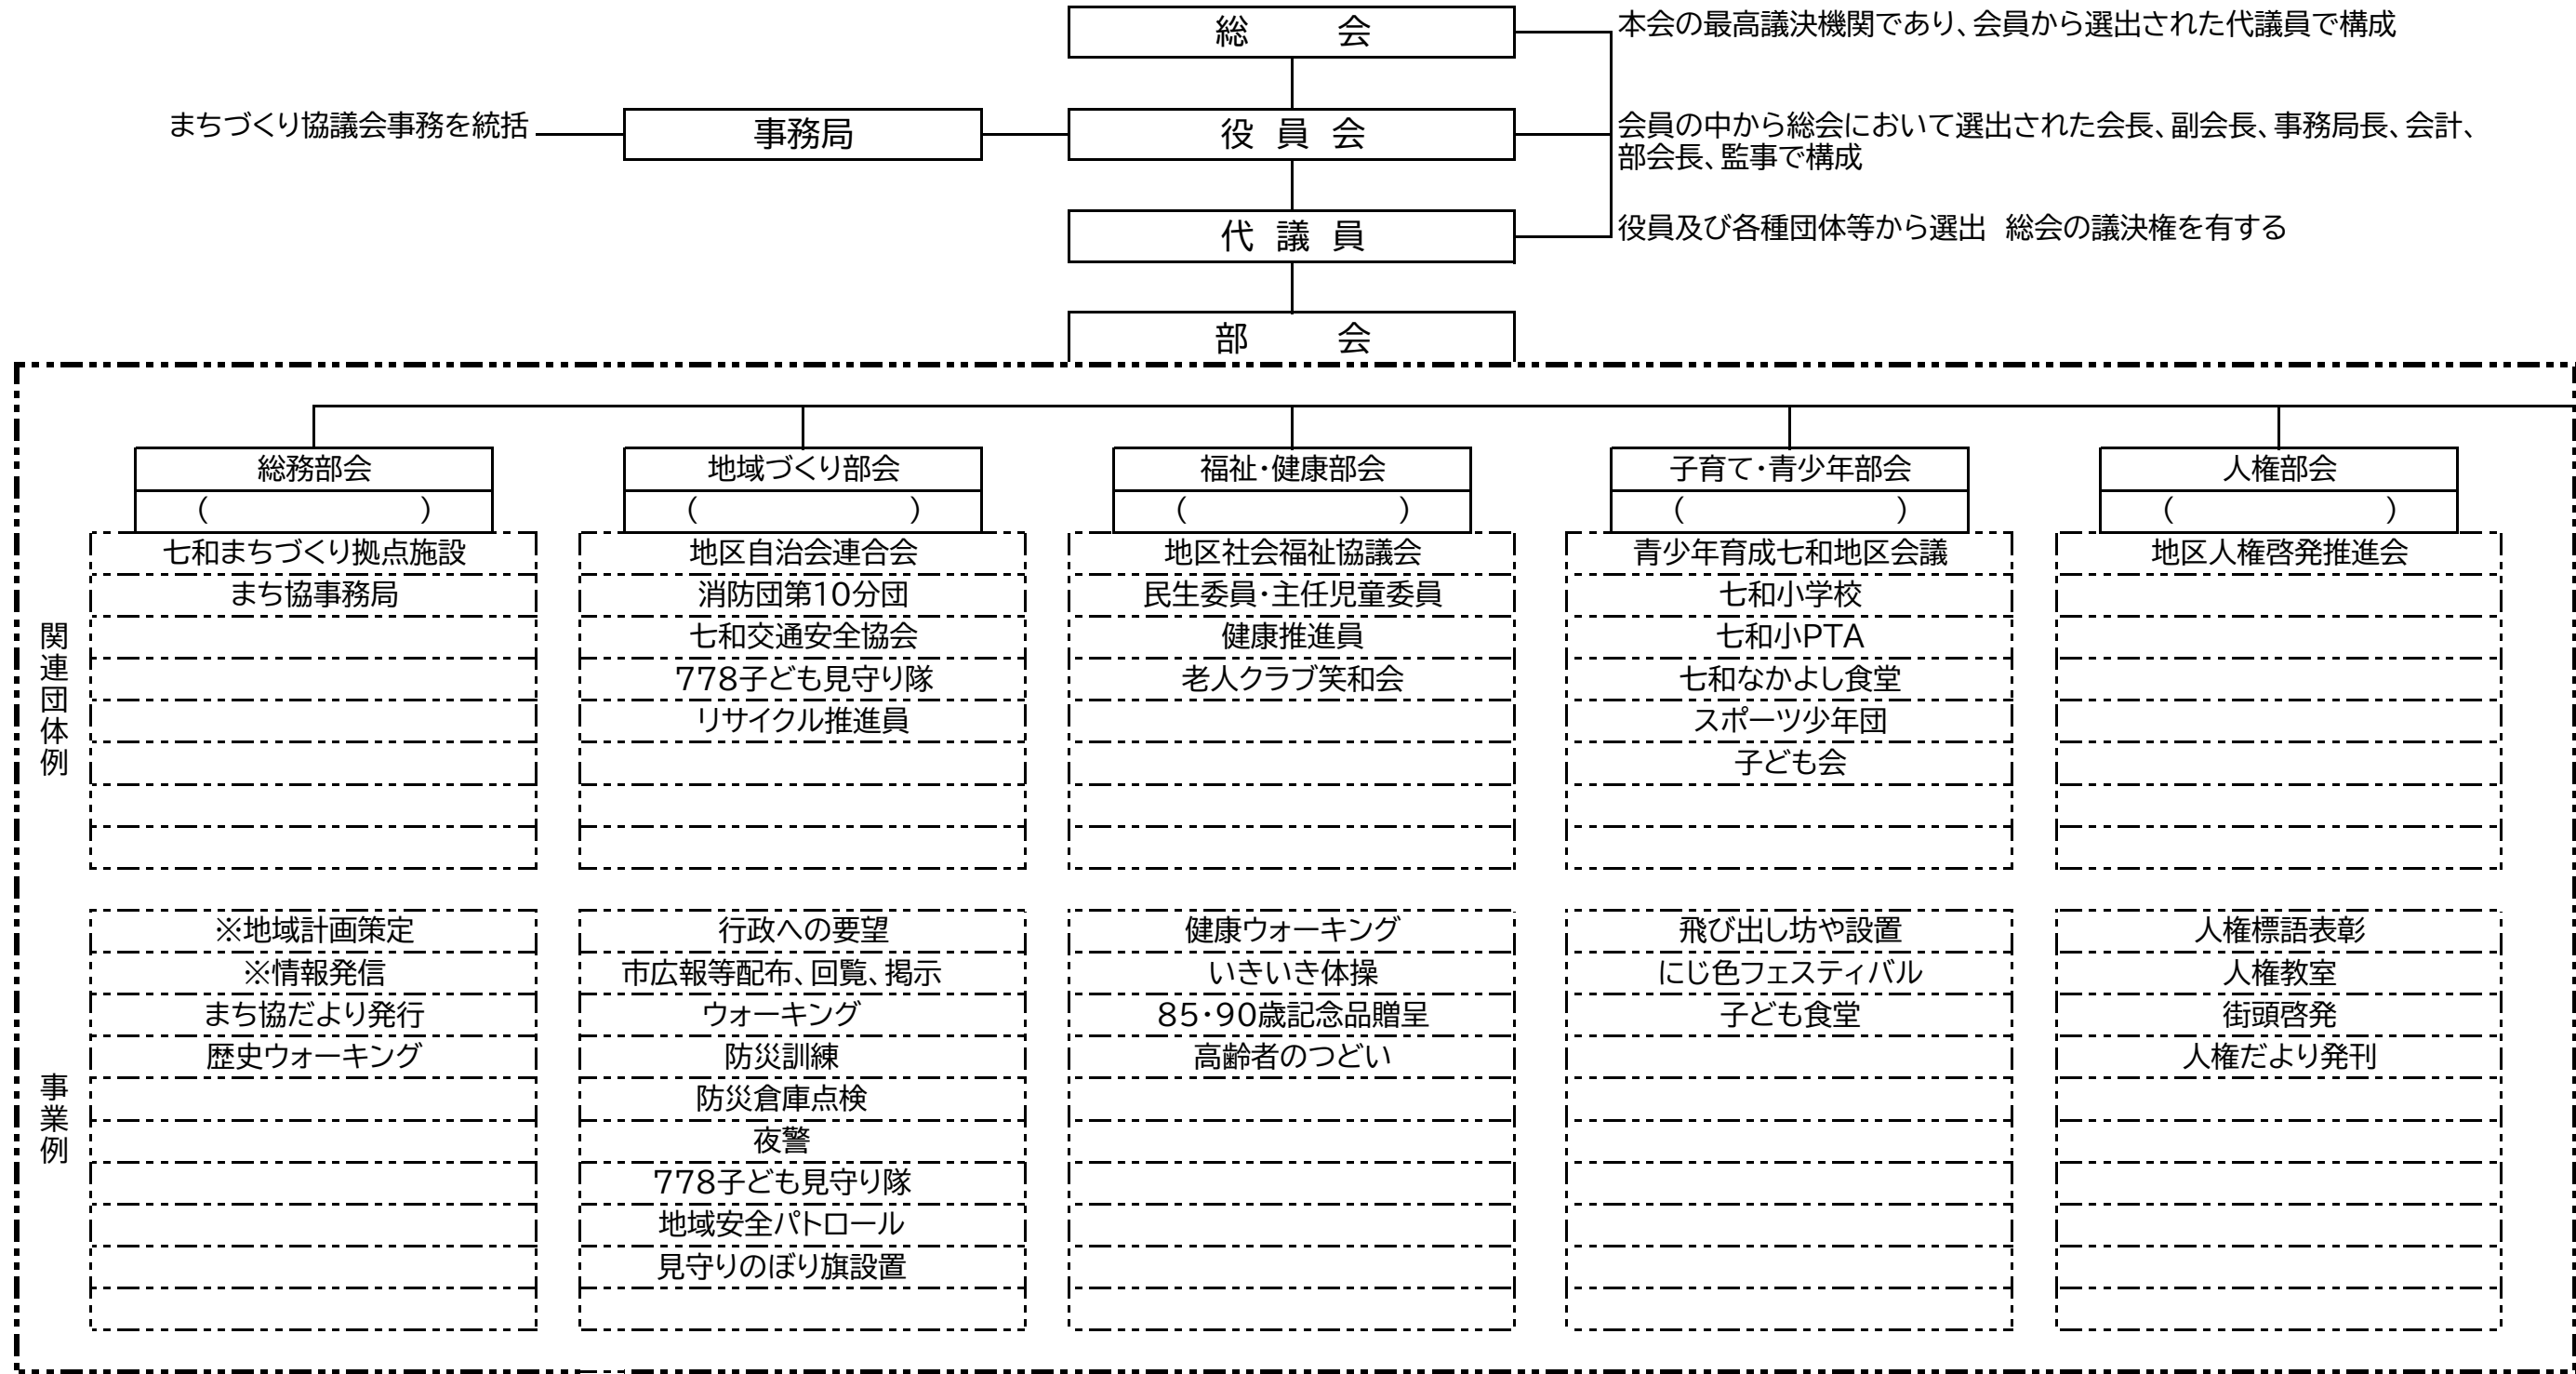 総　会
本会の最高議決機関であり、会員から選出された代議員で構成
まちづくり協議会事務を統括
事務局
役 員 会
会員の中から総会において選出された会長、副会長、事務局長、会計、
部会長、監事で構成
代 議 員
役員及び各種団体等から選出　総会の議決権を有する
部　会
総務部会
(　　　　　　)
地域づくり部会
(　　　　　　)
福祉・健康部会
(　　　　　　)
子育て・青少年部会
(　　　　　　)
人権部会
(　　　　　　)
関連団体例
七和まちづくり拠点施設
まち協事務局
地区自治会連合会
消防団第10分団
七和交通安全協会
778子ども見守り隊
リサイクル推進員
地区社会福祉協議会
民生委員・主任児童委員
健康推進員
老人クラブ笑和会
青少年育成七和地区会議
七和小学校
七和小PTA
七和なかよし食堂
スポーツ少年団
子ども会
地区人権啓発推進会
事業例
※地域計画策定
※情報発信
まち協だより発行
歴史ウォーキング
行政への要望
市広報等配布、回覧、掲示
ウォーキング
防災訓練
防災倉庫点検
夜警
778子ども見守り隊
地域安全パトロール
見守りのぼり旗設置
健康ウォーキング
いきいき体操
85・90歳記念品贈呈
高齢者のつどい
飛び出し坊や設置
にじ色フェスティバル
子ども食堂
人権標語表彰
人権教室
街頭啓発
人権だより発刊